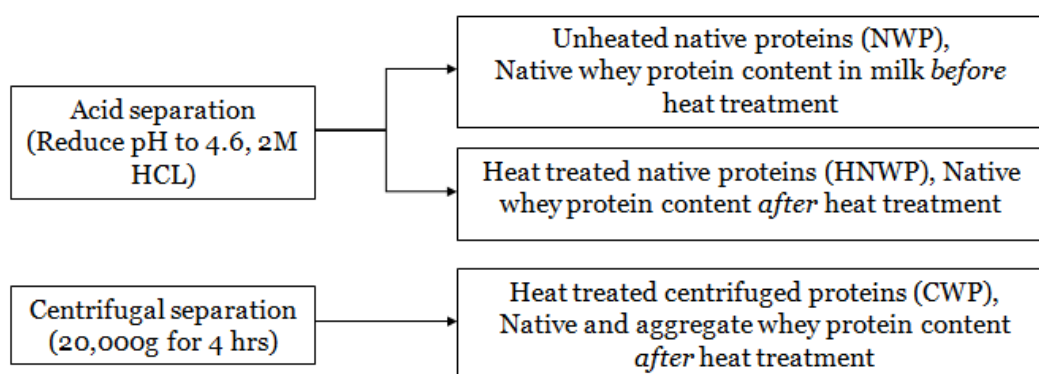 Acid separation
(Reduce pH to 4.6, 2M
HCL)
Unheated native proteins (NWP),
Native whey protein content in milk before
heat treatment
Heat treated native proteins (HNWP), Native
whey protein content after heat treatment
Centrifugal separation
(20,000g for 4 hrs)
Heat treated centrifuged proteins (CWP),
Native and aggregate whey protein content
after heat treatment